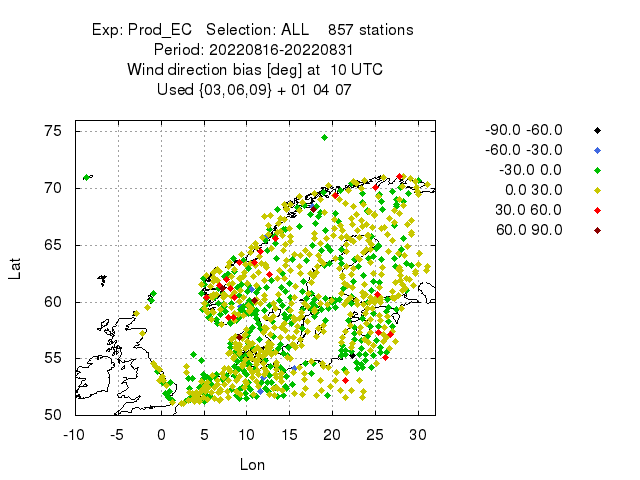 Exp: Prod_EC   Selection: ALL    857 stations
Period: 20220816-20220831
Wind direction bias [deg] at  10 UTC
Used {03,06,09} + 01 04 07
-90.0 -60.0
-60.0 -30.0
-30.0 0.0
0.0 30.0
30.0 60.0
60.0 90.0
75
70
65
60
55
50
Lat
-10 -5 0 5 10 15 20 25 30
Lon